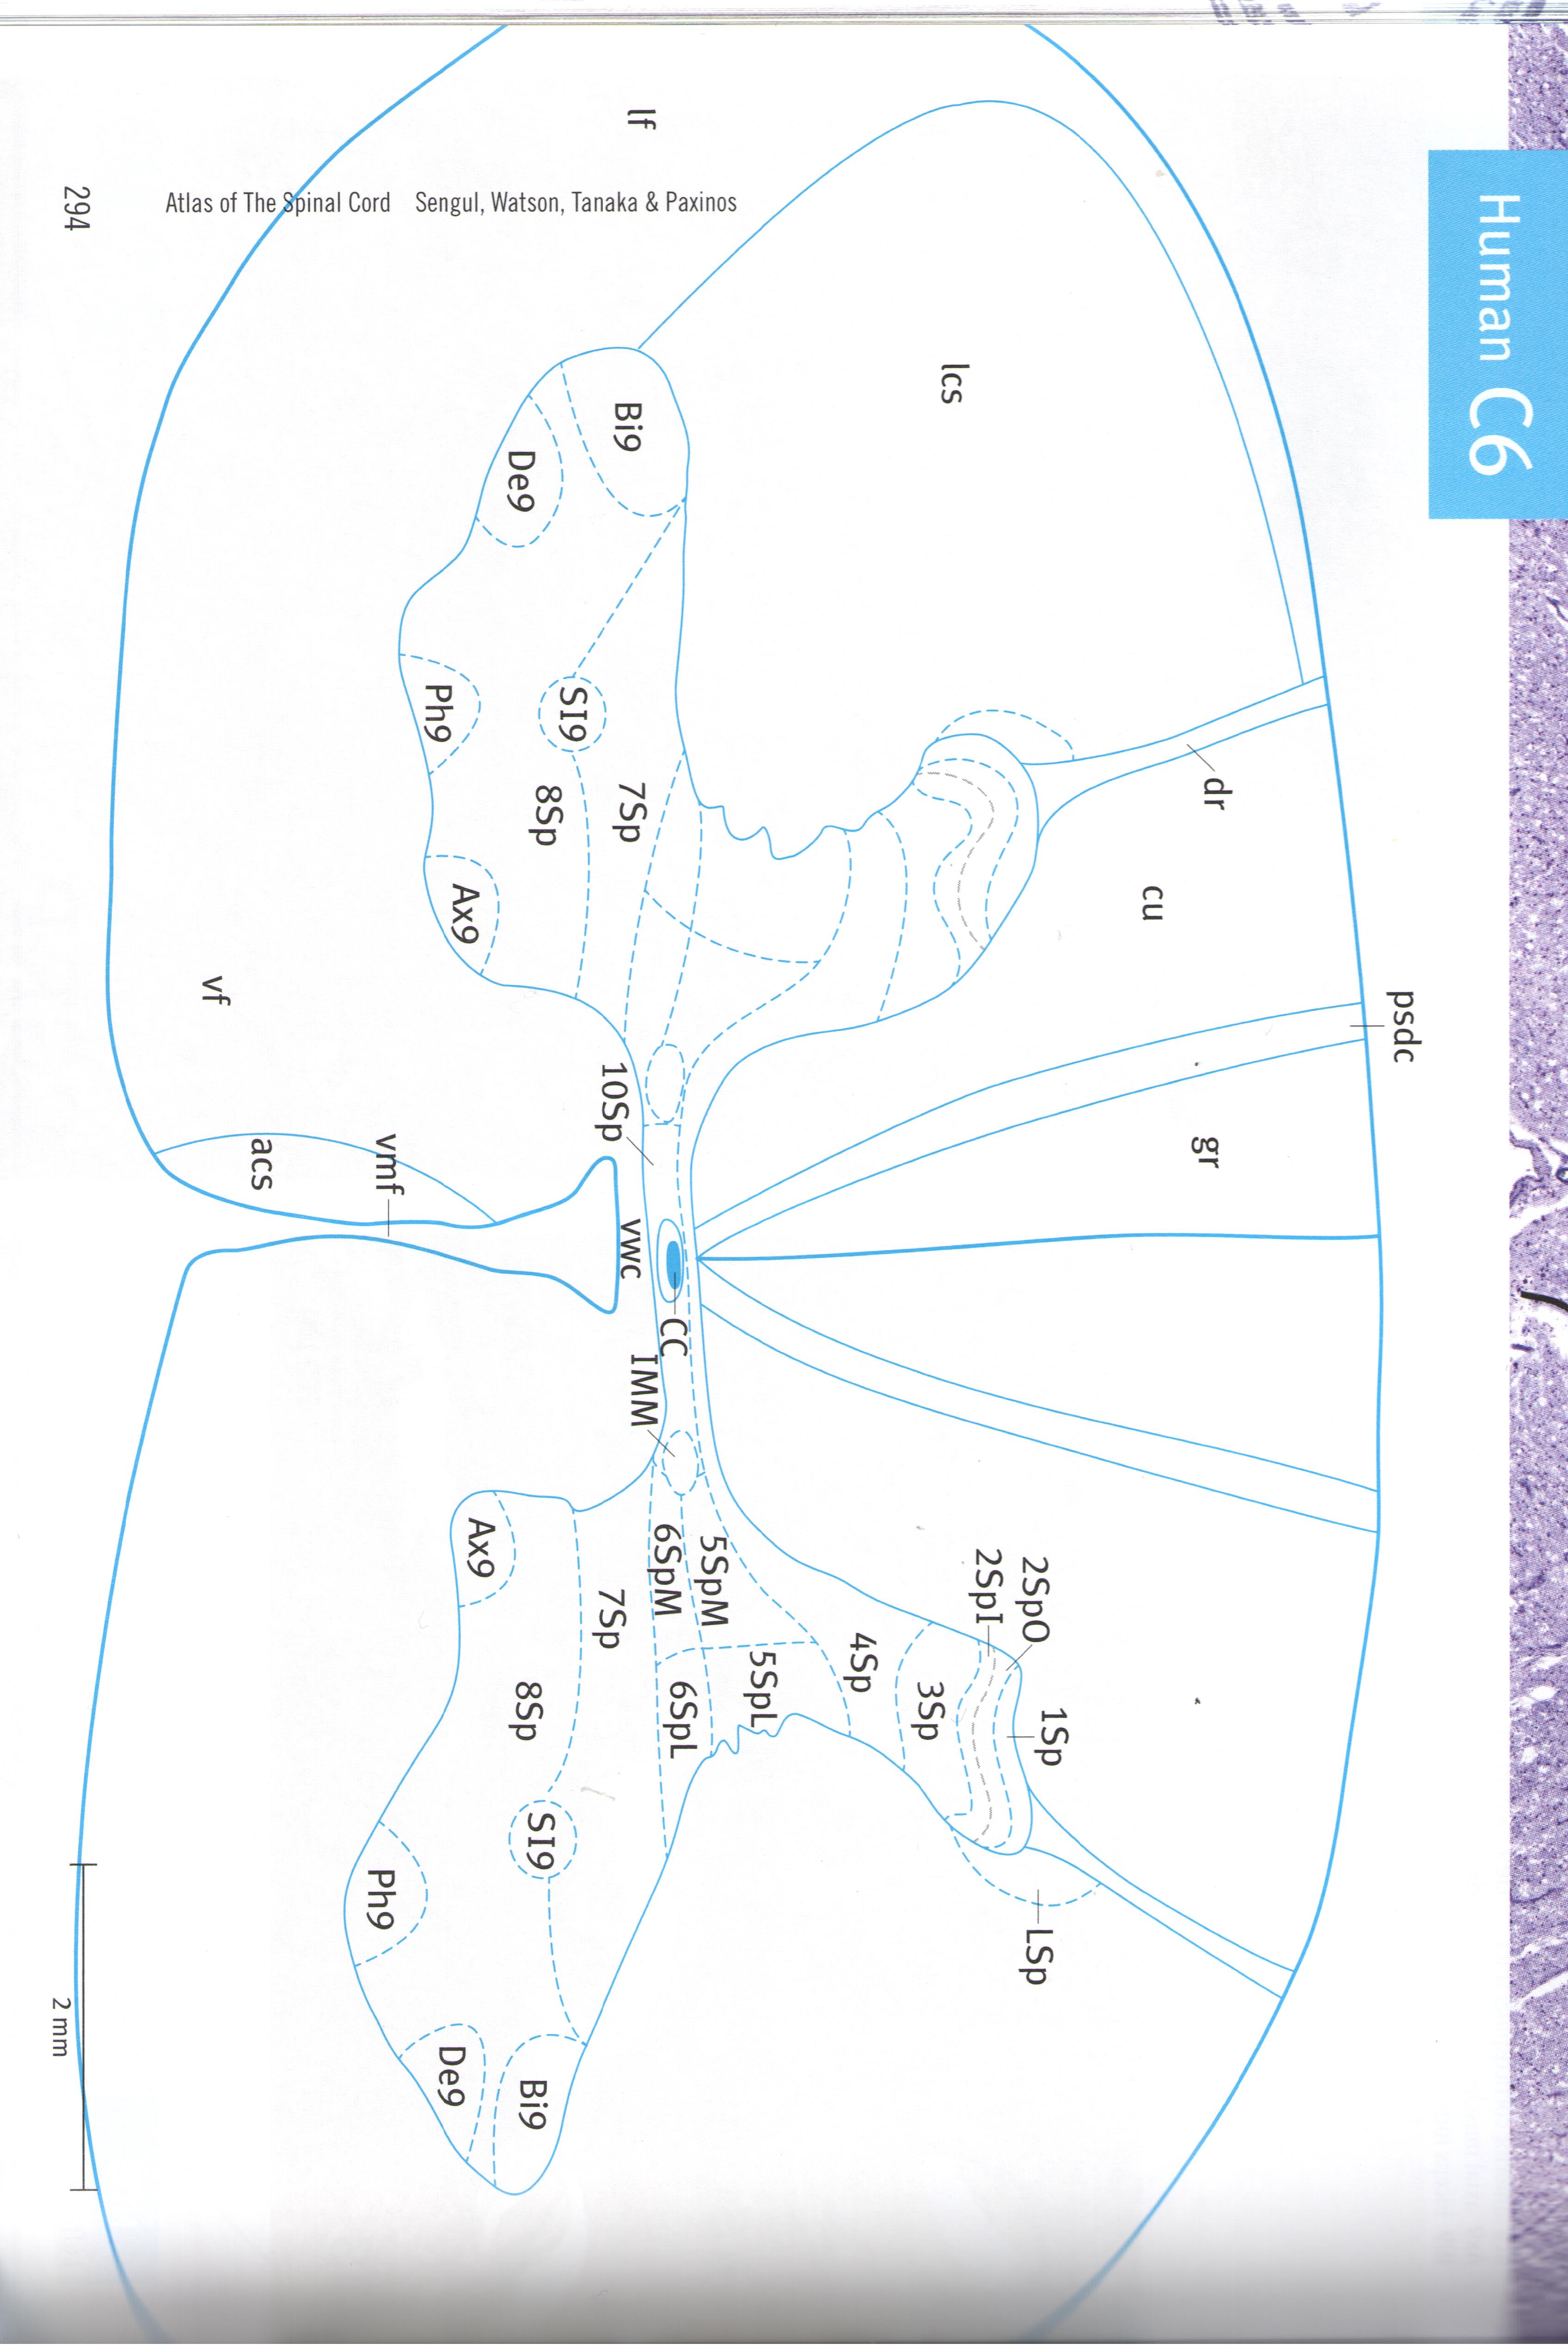 Human C6
psdc
dr
cu
gr
2SpO
2SpI
1Sp
LSp
lcs
3Sp
4Sp
5SpL
5SpM
6SpM
6SpL
lf
Bi9
De9
SI9
7Sp
10Sp
vwc
CC
IMM
7Sp
8Sp
Ph9
Ax9
Ax9
8Sp
SI9
Bi9
De9
Ph9
vf
vmf
acs
Atlas of The Spinal Cord Sengul, Watson, Tanaka & Paxinos
294
2 mm